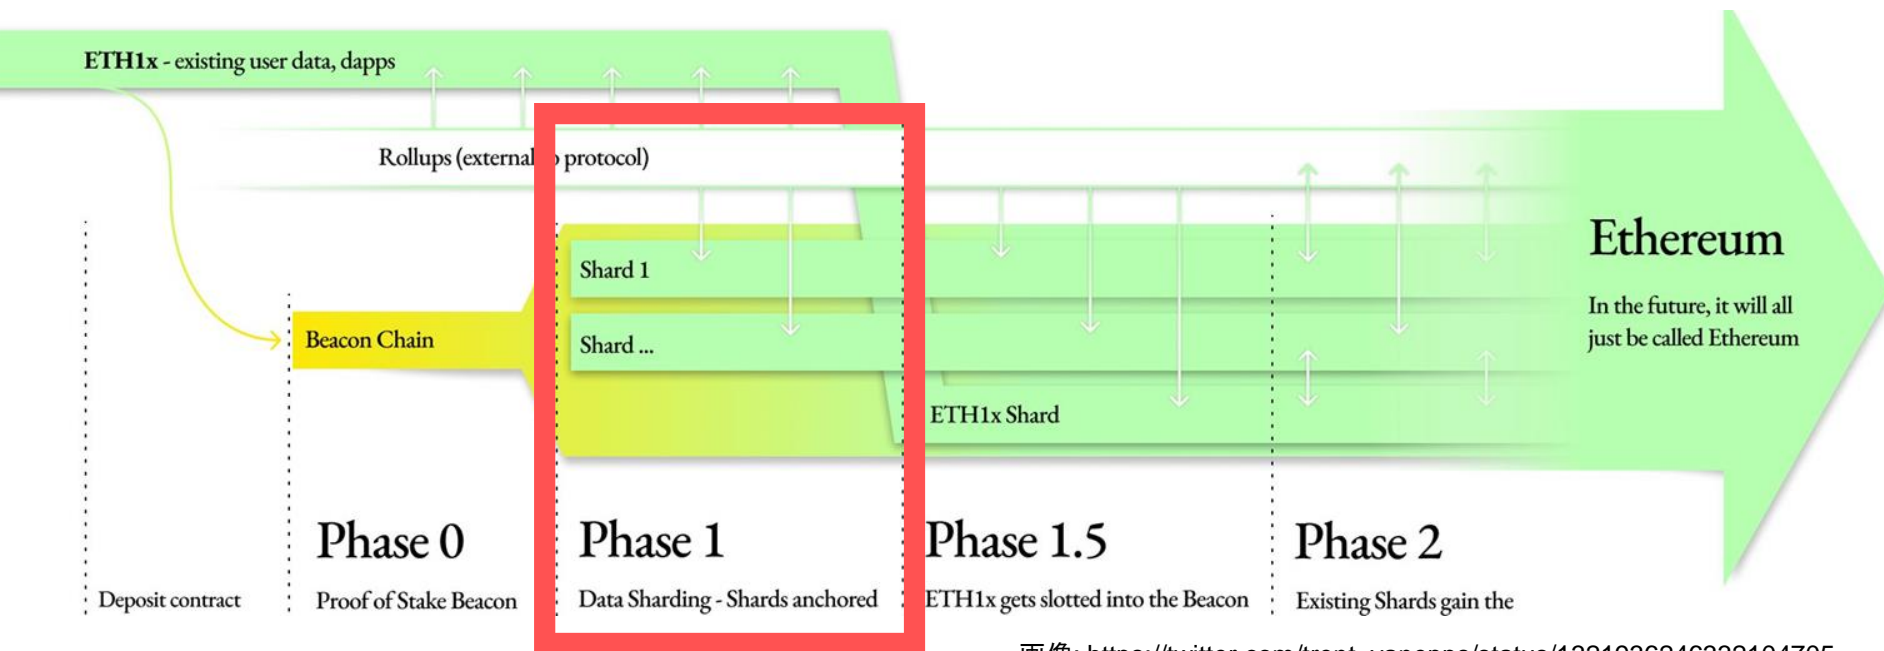 ETH1x - existing user data, dapps
Rollups (external protocol)
Shard 1
Ethereum
In the future, it will all
just be called Ethereum
Beacon Chain
Shard ...
ETH1x Shard
Phase 0
Phase 1
Phase 1.5
Phase 2
Deposit contract
Proof of Stake Beacon
Data Sharding - Shards anchored
ETH1x gets slotted into the Beacon
Existing Shards gain the